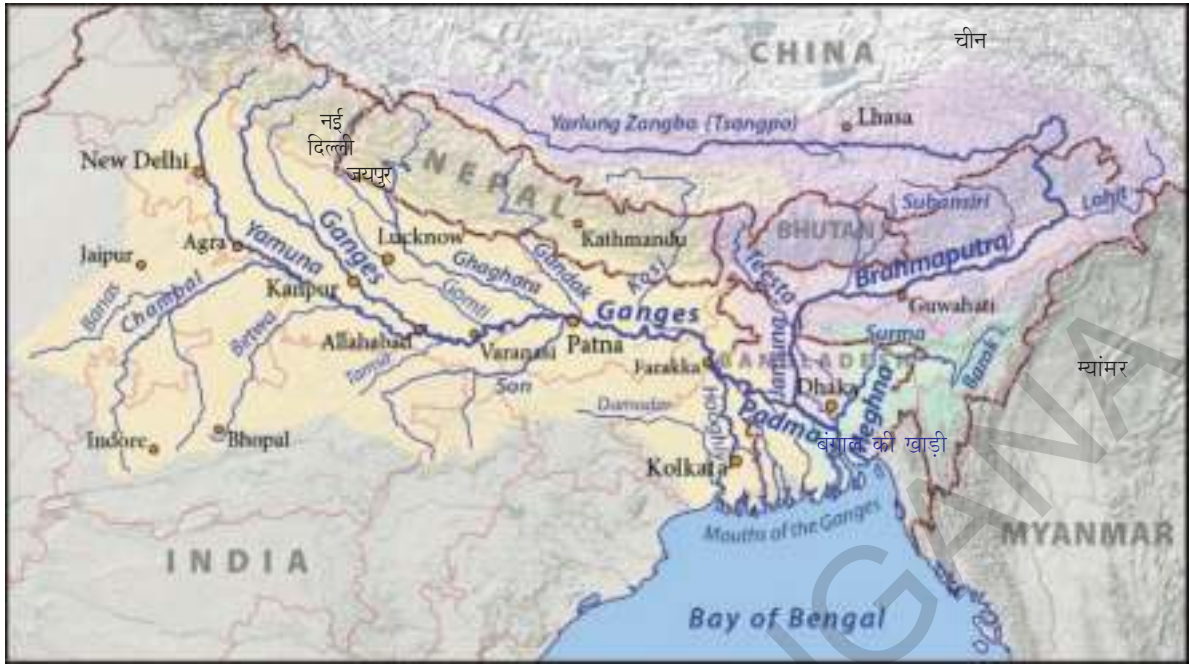 CHINA
चीन
Yarlung Zangbo (Tsangpo)
Lhasa
नई
दिल्ली
जयपुर
New Delhi
NEPAL
Kathmandu
BHUTAN
Subansiri
Lohit
Brahmaputra
Guwahati
Teesta
Jamuna
Jaipur
Agra
Yamuna
Ganges
Lucknow
Ghaghara
Gandak
Kosi
Gomti
Kanpur
Banas
Chambal
Betwa
Allahabad
Varanasi
Patna
Ganges
Tamsa
Son
Farakka
BANGLADESH
Surma
Barak
म्यांमर
Dhaka
Meghna
Padma
बंगाल की खाड़ी
Damodar
Hooghly
Kolkata
Indore
Bhopal
Mouths of the Ganges
INDIA
MYANMAR
Bay of Bengal
NGANA